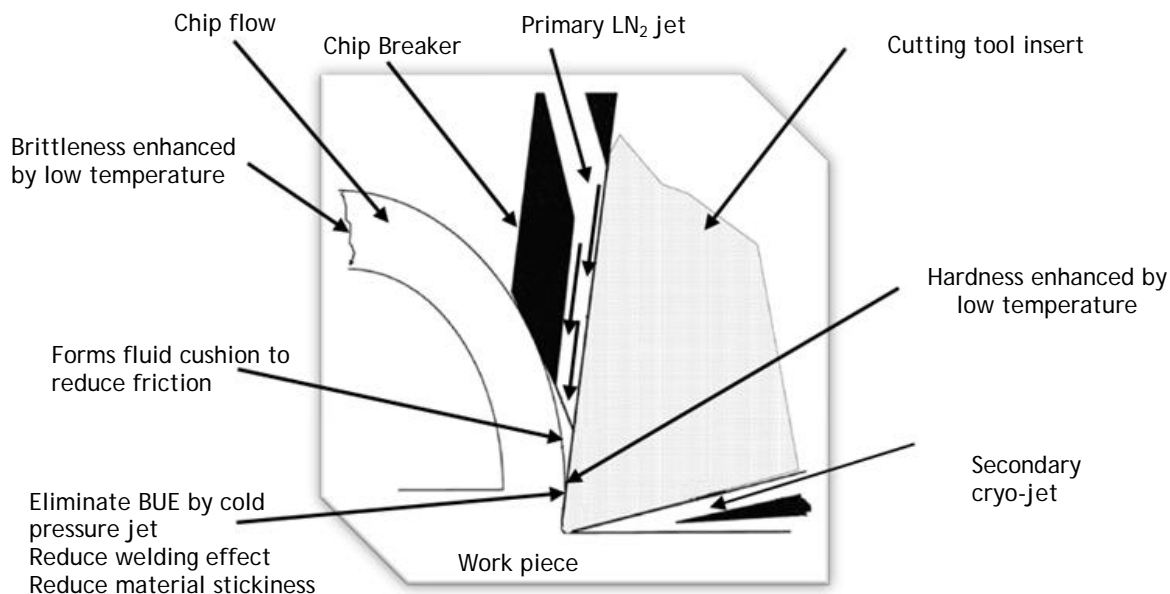 Chip flow
Chip Breaker
Primary LN₂ jet
Cutting tool insert
Brittleness enhanced
by low temperature
Hardness enhanced by
low temperature
Forms fluid cushion to
reduce friction
Secondary
cryo-jet
Eliminate BUE by cold
pressure jet
Reduce welding effect
Reduce material stickiness
Work piece